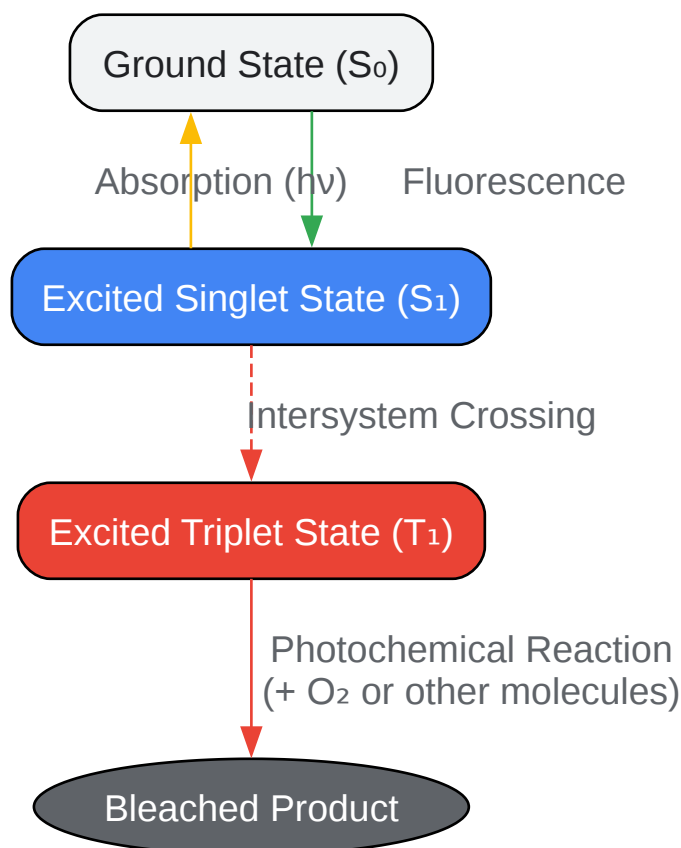 Ground State (S₀)
Absorption (hν)
Fluorescence
Excited Singlet State (S₁)
Intersystem Crossing
Excited Triplet State (T₁)
Photochemical Reaction
(+ O₂ or other molecules)
Bleached Product